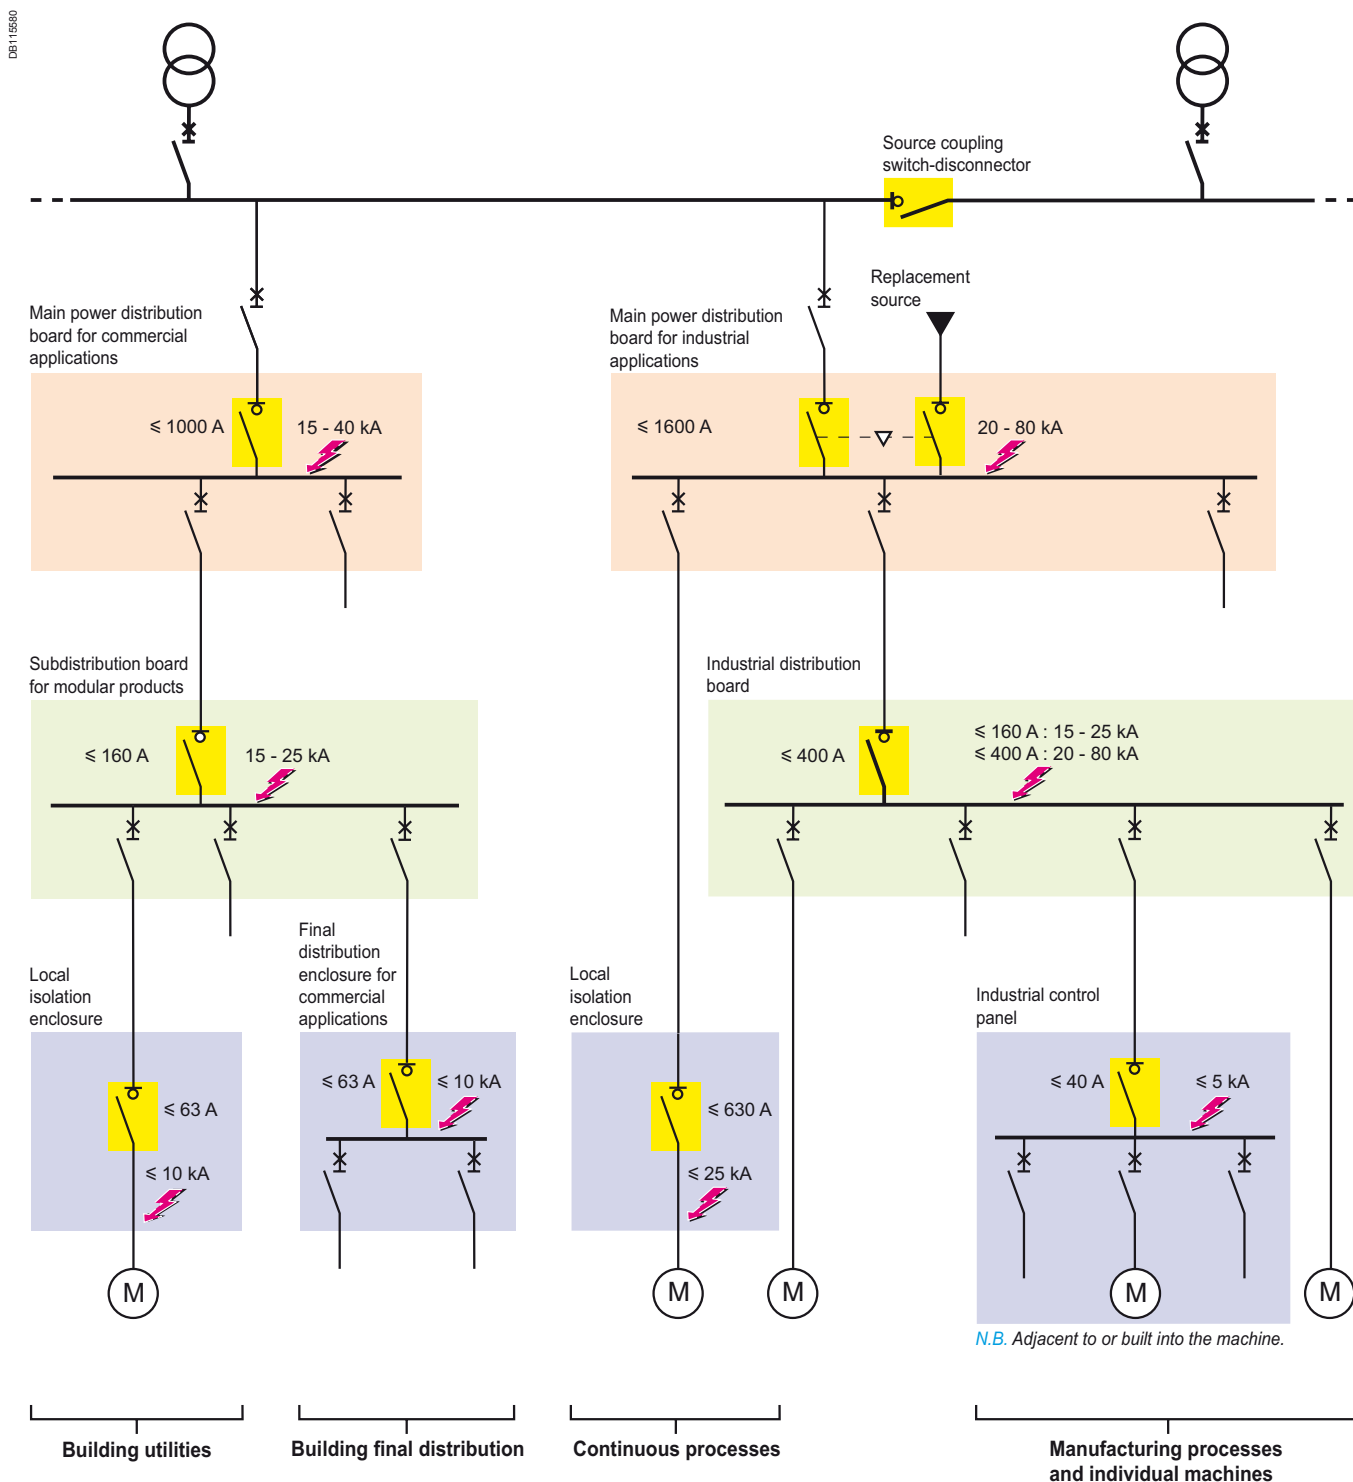 DB115580
Source coupling
switch-disconnector
Replacement
source
Main power distribution
board for commercial
applications
Main power distribution
board for industrial
applications
≤ 1000 A
15 - 40 kA
≤ 1600 A
20 - 80 kA
Subdistribution board
for modular products
Industrial distribution
board
≤ 160 A
15 - 25 kA
≤ 400 A
≤ 160 A : 15 - 25 kA
≤ 400 A : 20 - 80 kA
Local
isolation
enclosure
Final
distribution
enclosure for
commercial
applications
Local
isolation
enclosure
Industrial control
panel
≤ 63 A
≤ 10 kA
≤ 63 A
≤ 10 kA
≤ 630 A
≤ 25 kA
≤ 40 A
≤ 5 kA
M
M
M
M
M
N.B. Adjacent to or built into the machine.
Building utilities
Building final distribution
Continuous processes
Manufacturing processes
and individual machines